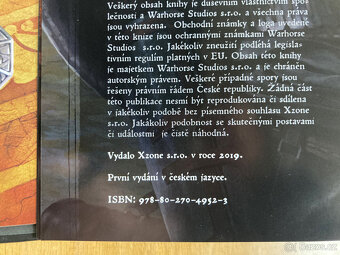 Veškerý obsah knihy je duševním vlastnictvím spo-
lečnosti a Warhorse Studios s.r.o. a všechna práva
jsou vyhrazena. Obchodní známky a loga uvedené
v této knize jsou ochrannými známkami Warhorse
Studios s.r.o. Jakékoliv zneužití podléhá legisla-
tivním regulím platných v EU. Obsah této knihy
je majetkem Warhorse Studios s.r.o. a je chráněn
autorským právem. Veškeré případné spory jsou
řešeny právním řádem České republiky. Žádná část
této publikace nesmí být reprodukována či sdílena
v jakékoliv podobě bez písemného souhlasu Xzone
s.r.o. Jakákoliv podobnost se skutečnými postavami
či událostmi je čistě náhodná.
Vydalo Xzone s.r.o. v roce 2019.
První vydání v českém jazyce.
ISBN: 978-80-270-4952-3